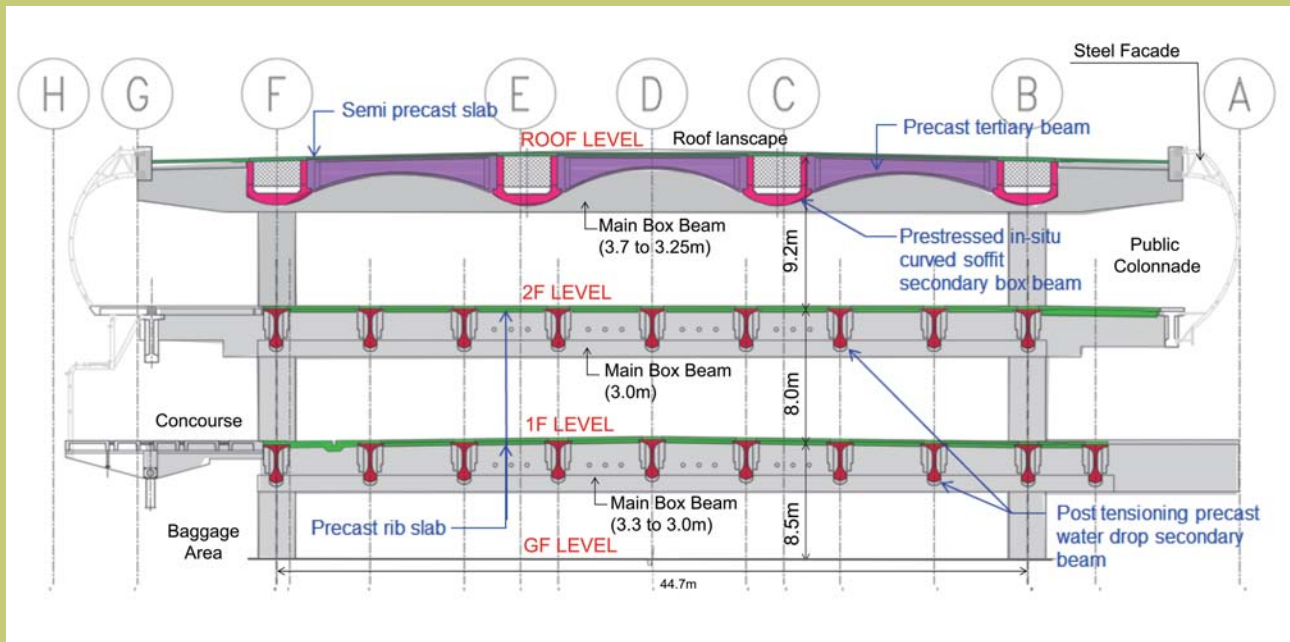 Steel Facade
H
G
F
E
D
C
B
A
Semi precast slab
ROOF LEVEL
Roof lanscape
Precast tertiary beam
Main Box Beam
(3.7 to 3.25m)
9.2m
Prestressed in-situ
curved soffit
secondary box beam
Public
Colonnade
2F LEVEL
Main Box Beam
(3.0m)
8.0m
Concourse
1F LEVEL
Main Box Beam
(3.3 to 3.0m)
8.5m
Precast rib slab
Baggage
Area
GF LEVEL
Post tensioning precast
water drop secondary
beam
44.7m